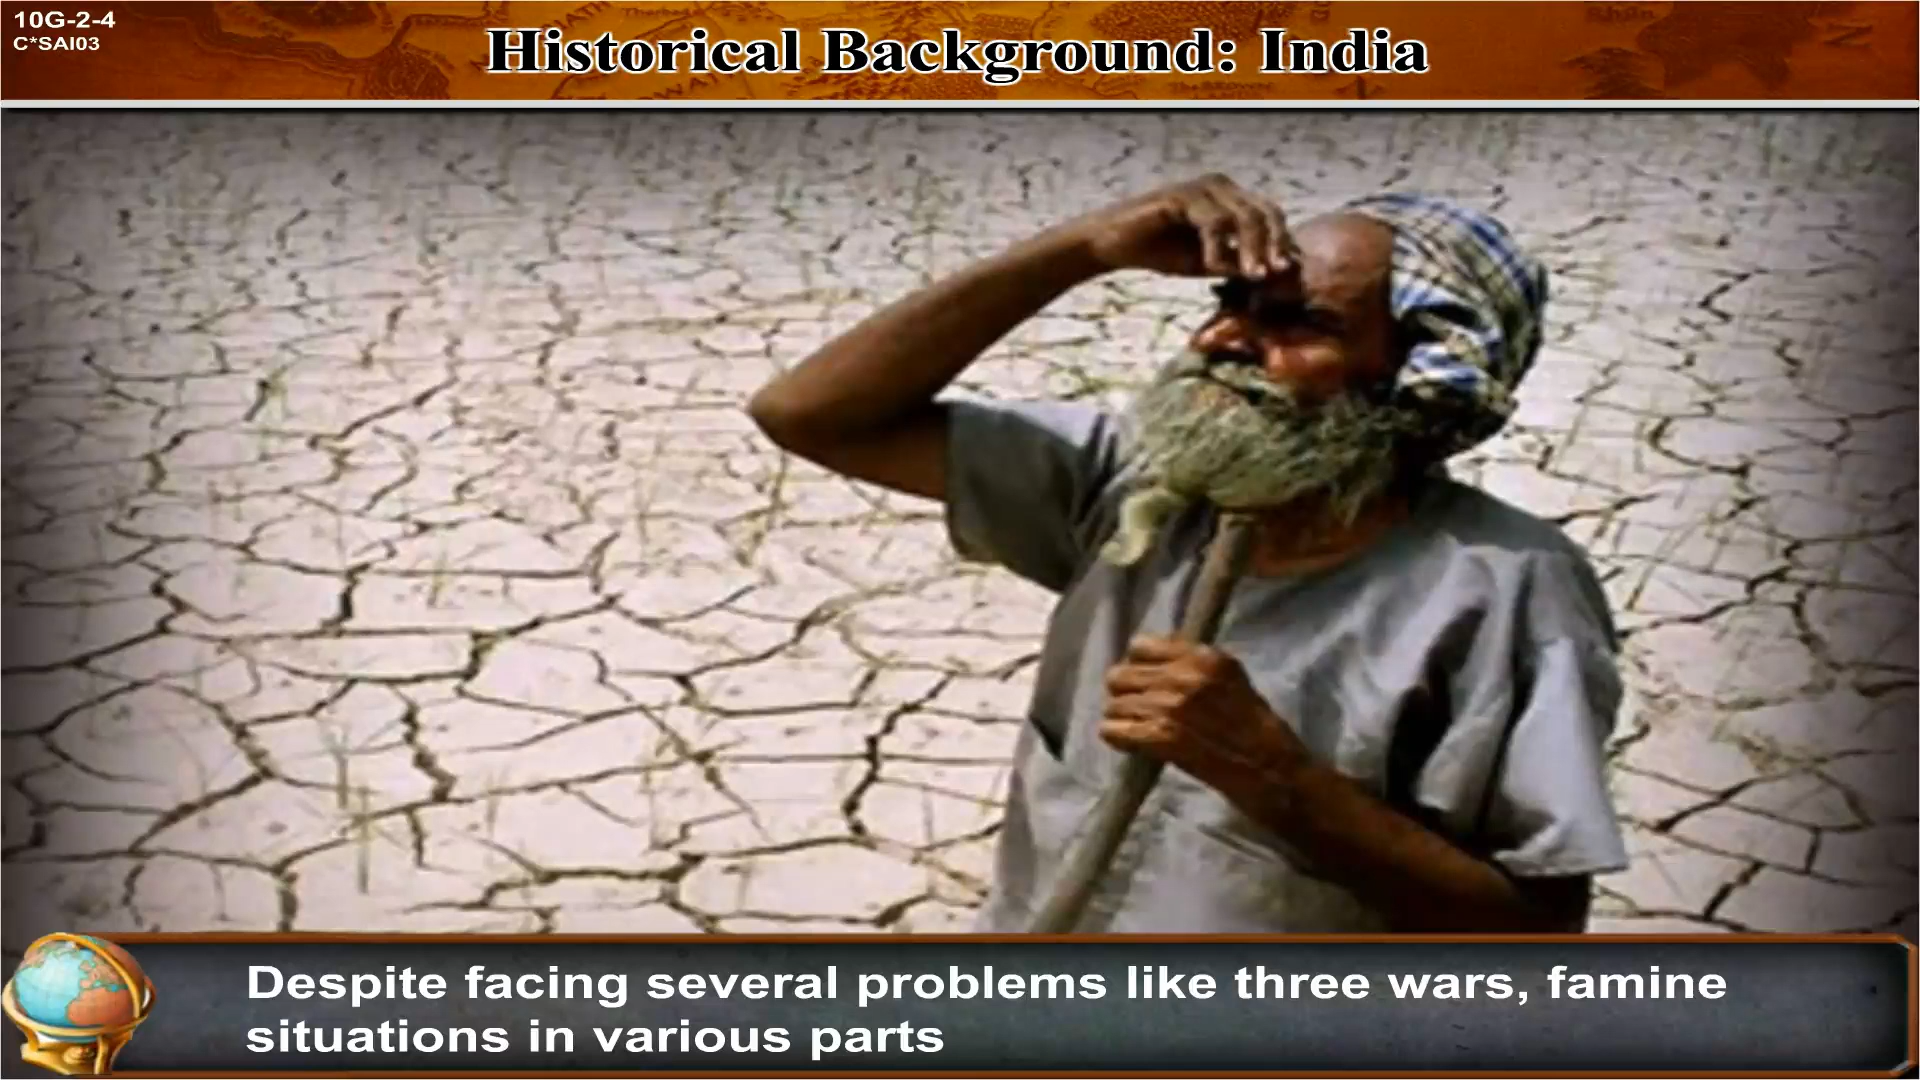 10G-2-4
C*SAI03
Historical Background: India
Despite facing several problems like three wars, famine
situations in various parts